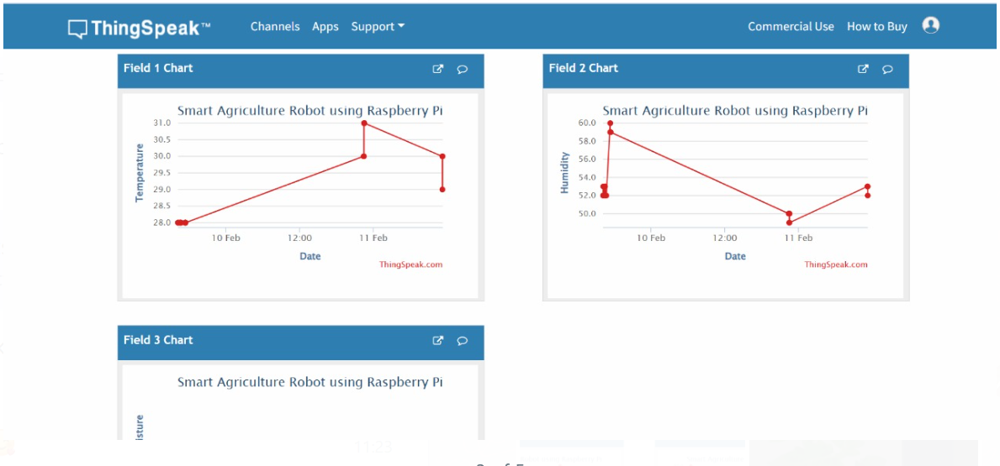 ThingSpeak™ Channels Apps Support Commercial Use How to Buy
Field 1 Chart
Smart Agriculture Robot using Raspberry Pi
31.0
30.5
30.0
29.5
29.0
28.5
28.0
Temperature
10 Feb 12:00 11 Feb
Date
ThingSpeak.com
Field 2 Chart
Smart Agriculture Robot using Raspberry Pi
60.0
58.0
56.0
54.0
52.0
50.0
Humidity
10 Feb 12:00 11 Feb
Date
ThingSpeak.com
Field 3 Chart
Smart Agriculture Robot using Raspberry Pi